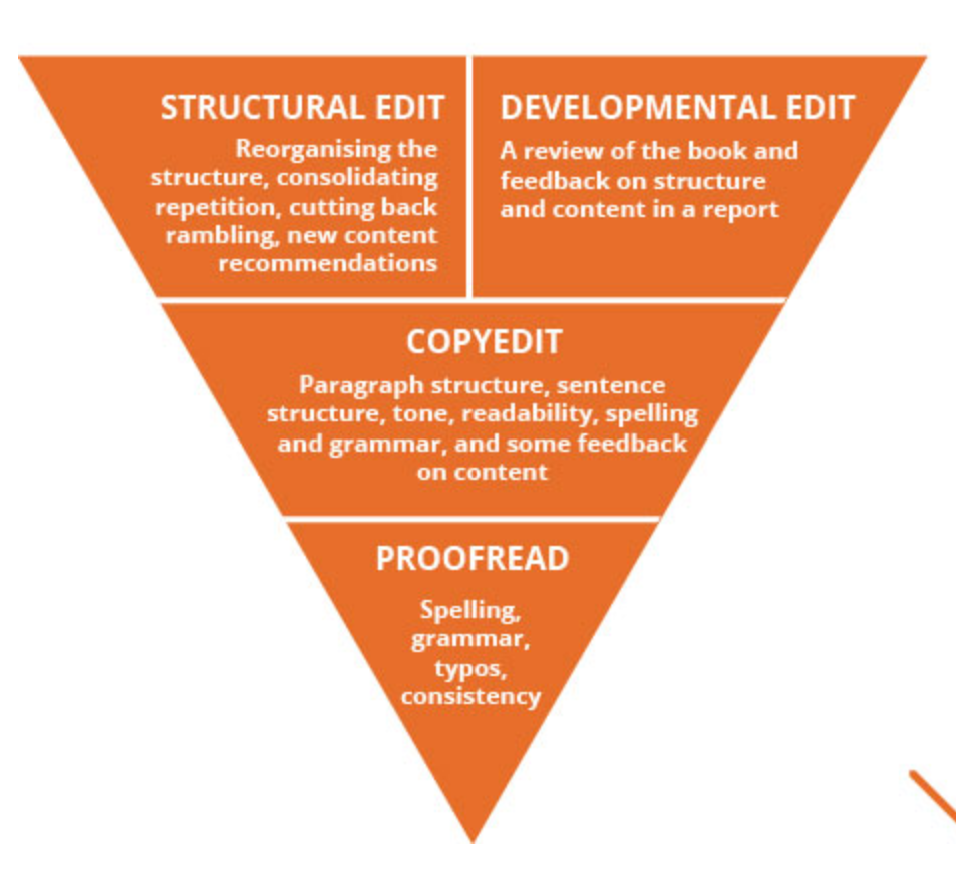 STRUCTURAL EDIT
Reorganising the
structure, consolidating
repetition, cutting back
rambling, new content
recommendations
DEVELOPMENTAL EDIT
A review of the book and
feedback on structure
and content in a report
COPYEDIT
Paragraph structure, sentence
structure, tone, readability, spelling
and grammar, and some feedback
on content
PROOFREAD
Spelling,
grammar,
typos,
consistency